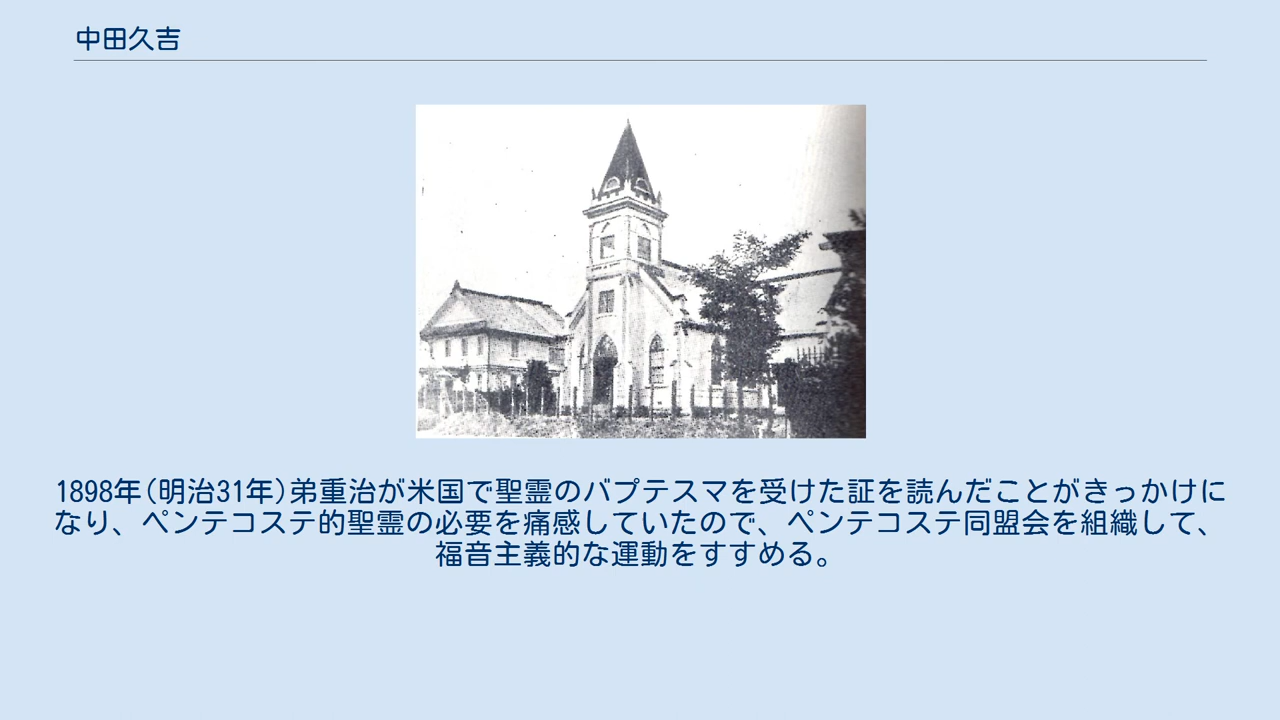 中田久吉
1898年(明治31年)弟重治が米国で聖霊のバプテスマを受けた証を読んだことがきっかけに
なり、ペンテコステ的聖霊の必要を痛感していたので、ペンテコステ同盟会を組織して、
福音主義的な運動をすすめる。